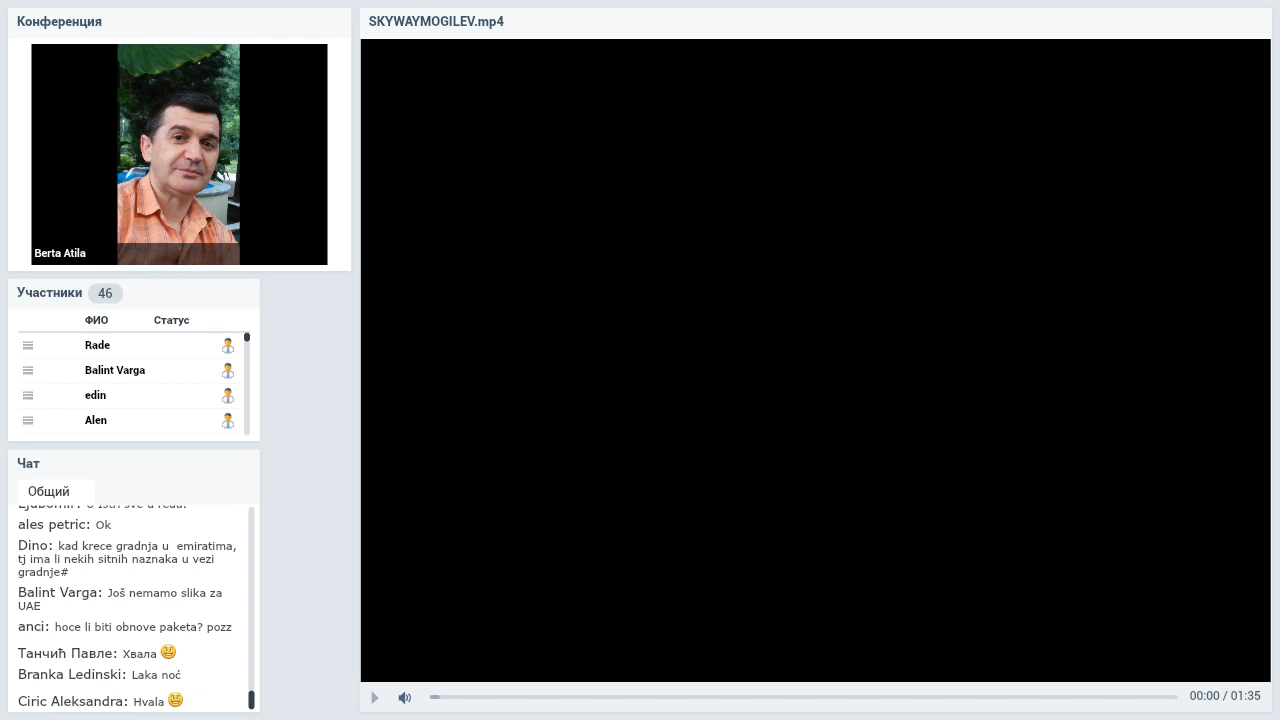 Конференция
SKYWAYMOGILEV.mp4
Berta Atila
Участники 46
ФИО Статус
Rade
Balint Varga
edin
Alen
Чат
Общий
ales petric: Ok
Dino: kad krece gradnja u emiratima,
tj ima li nekih sitnih naznaka u vezi
gradnje#
Balint Varga: Još nemamo slika za
UAE
anci: hoce li biti obnove paketa? pozz
Танчић Павле: Хвала
Branka Ledinski: Laka noć
Ciric Aleksandra: Hvala
00:00 / 01:35